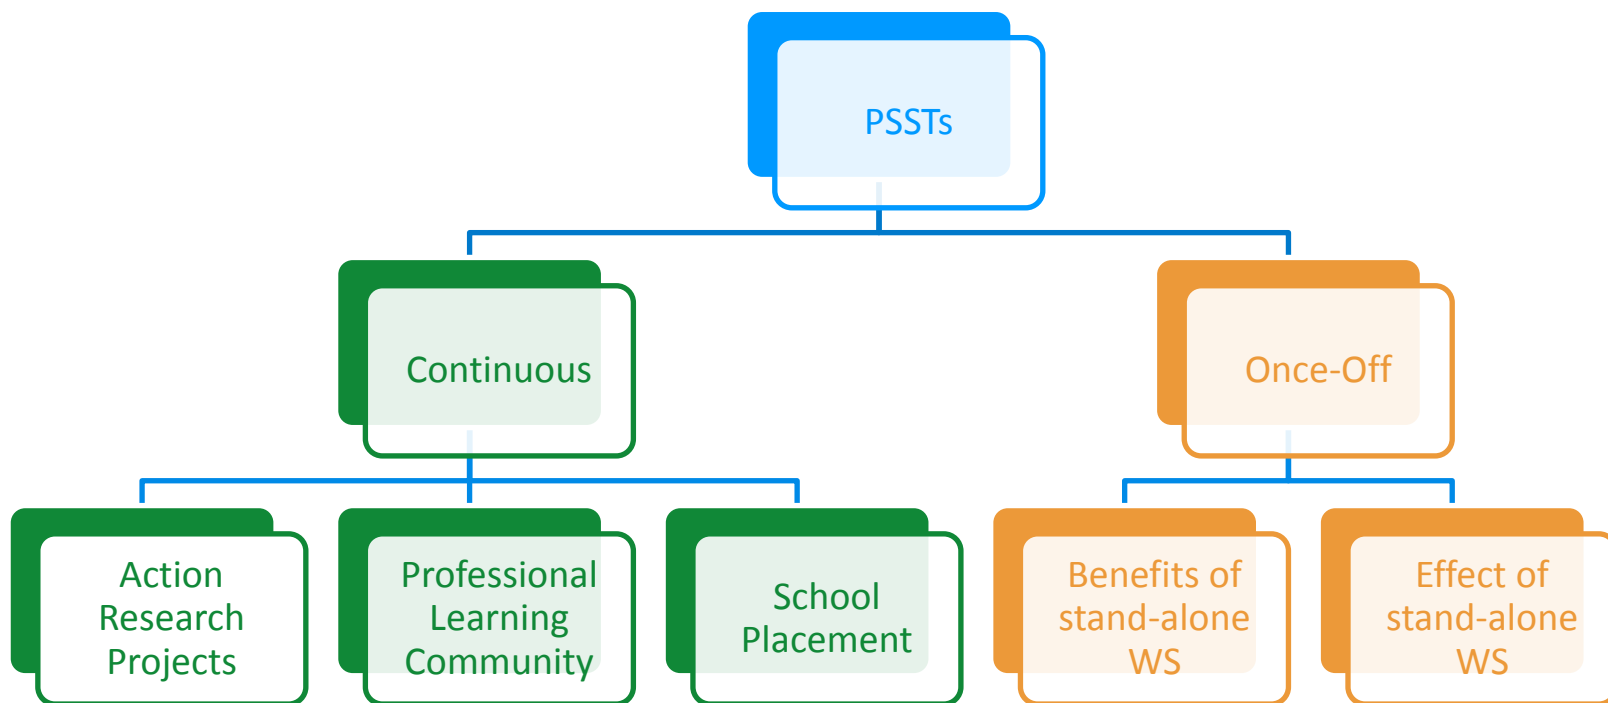 PSSTs
Continuous
Once-Off
Action
Research
Projects
Professional
Learning
Community
School
Placement
Benefits of
stand-alone
WS
Effect of
stand-alone
WS